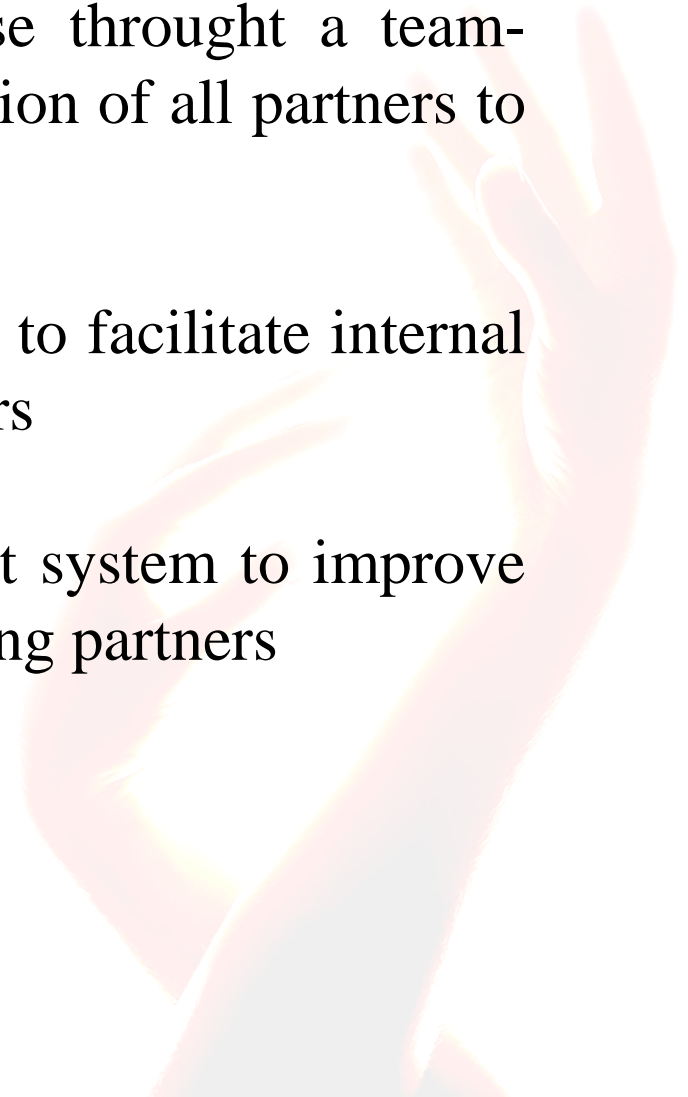 se throught a team-
ion of all partners to
to facilitate internal
rs
t system to improve
ng partners